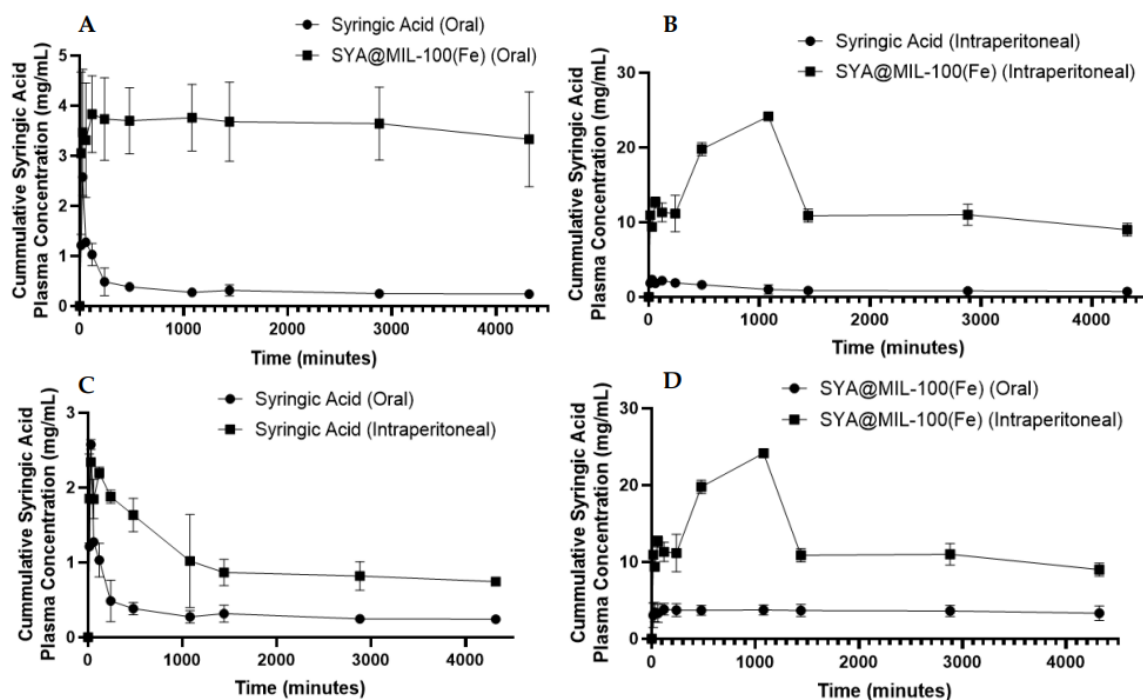 A
Syringic Acid (Oral)
SYA@MIL-100(Fe) (Oral)
Cummulative Syringic Acid
Plasma Concentration (mg/mL)
5
4
3
2
1
0
0
1000
2000
3000
4000
Time (minutes)
B
Syringic Acid (Intraperitoneal)
SYA@MIL-100(Fe) (Intraperitoneal)
Cummulative Syringic Acid
Plasma Concentration (mg/mL)
30
20
10
0
0
1000
2000
3000
4000
Time (minutes)
C
Syringic Acid (Oral)
Syringic Acid (Intraperitoneal)
Cummulative Syringic Acid
Plasma Concentration (mg/mL)
3
2
1
0
0
1000
2000
3000
4000
Time (minutes)
D
SYA@MIL-100(Fe) (Oral)
SYA@MIL-100(Fe) (Intraperitoneal)
Cummulative Syringic Acid
Plasma Concentration (mg/mL)
30
20
10
0
0
1000
2000
3000
4000
Time (minutes)